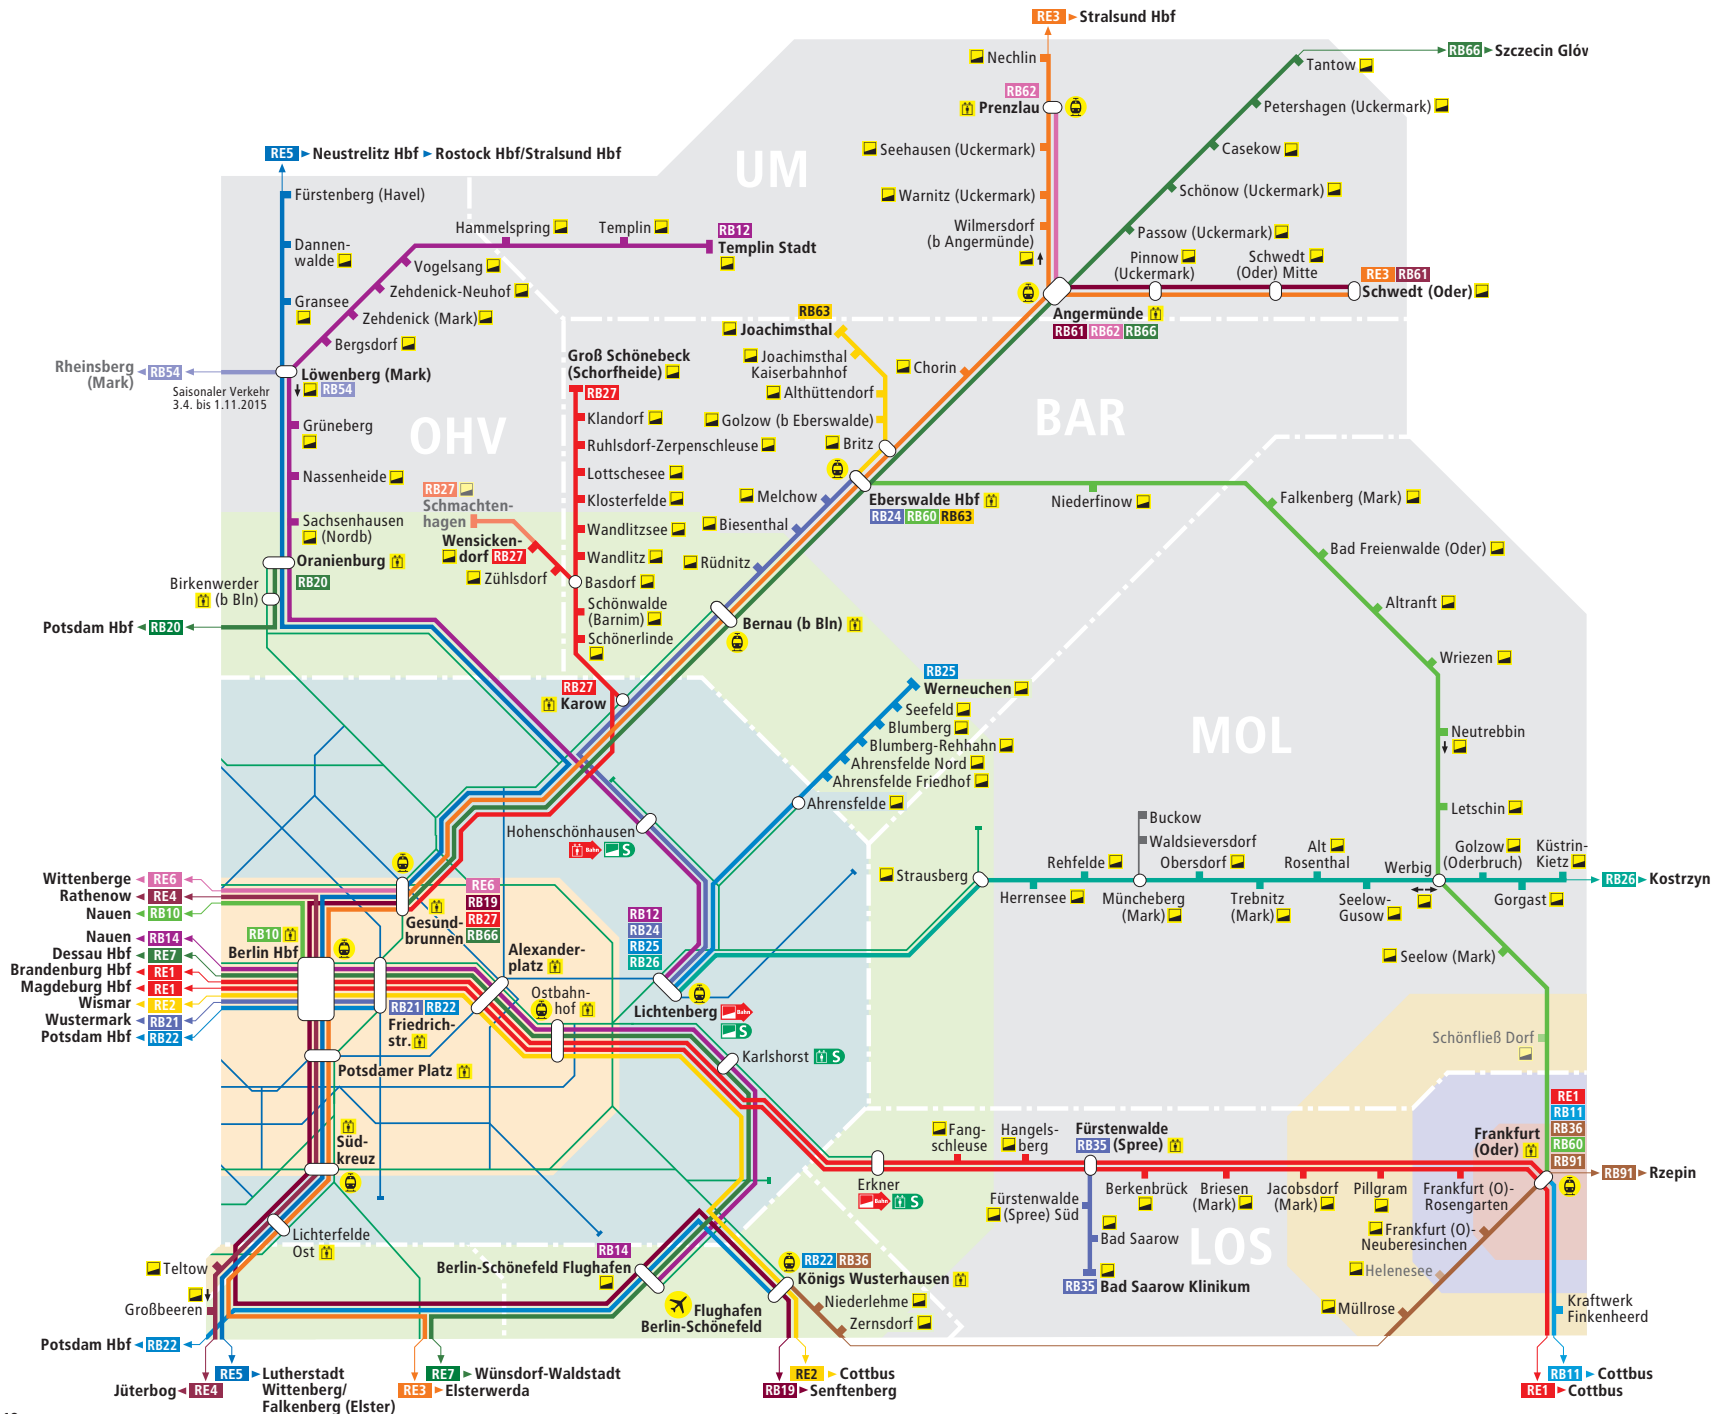 RE3 Stralsund Hbf
Nechlin
RB66 Szczecin Głów
Tantow
RB62
Prenzlau
Petershagen (Uckermark)
UM
RE5 Neustrelitz Hbf Rostock Hbf/Stralsund Hbf
Seehausen (Uckermark)
Casekow
Fürstenberg (Havel)
Warnitz (Uckermark)
Schönow (Uckermark)
Hammelspring
Templin
RB12
Templin Stadt
Wilmersdorf
(b Angermünde)
Passow (Uckermark)
Dannen-
walde
Vogelsang
Pinnow
(Uckermark)
Schwedt
(Oder) Mitte
RE3 RB61
Schwedt (Oder)
Zehdenick-Neuhof
Gransee
Zehdenick (Mark)
Angermünde
RB61 RB62 RB66
RB63
Joachimsthal
Bergsdorf
Joachimsthal
Kaiserbahnhof
Groß Schönebeck
(Schorfheide)
RB27
Chorin
Rheinsberg
(Mark)
RB54
Löwenberg (Mark)
RB54
Saisonaler Verkehr
3.4. bis 1.11.2015
Althüttendorf
OHV
BAR
Klandorf
Golzow (b Eberswalde)
Grüneberg
Ruhlsdorf-Zerpenschleuse
Britz
Lottschesee
Nassenheide
RB27
Schmachten-
hagen
Klosterfelde
Melchow
Eberswalde Hbf
RB24 RB60 RB63
Niederfinow
Falkenberg (Mark)
Sachsenhausen
(Nordb)
Wandlitzsee
Biesenthal
Wensicken-
dorf RB27
Wandlitz
Bad Freienwalde (Oder)
Oranienburg
RB20
Zühlsdorf
Basdorf
Rüdnitz
Birkenwerder
(b Bln)
Schönwalde
(Barnim)
Altranft
Potsdam Hbf RB20
Schönerlinde
Bernau (b Bln)
Wriezen
RB27
Karow
RB25
Werneuchen
Seefeld
Blumberg
Blumberg-Rehhahn
Ahrensfelde Nord
Ahrensfelde Friedhof
Ahrensfelde
MOL
Neutrebbin
Letschin
Hohenschönhausen
Bahn S
Buckow
Waldsieversdorf
Strausberg
Rehfelde
Obersdorf
Alt
Rosenthal
Werbig
Golzow
(Oderbruch)
Küstrin-
Kietz
RB26 Kostrzyn
Herrensee
Müncheberg
(Mark)
Trebnitz
(Mark)
Seelow-
Gusow
Gorgast
Wittenberge RE6
Rathenow RE4
Nauen RB10
Nauen RB14
Dessau Hbf RE7
Brandenburg Hbf RE1
Magdeburg Hbf RE1
Wismar RE2
Wustermark RB21
Potsdam Hbf RB22
RE6
RB19
RB27
RB66
Gesund-
brunnen
RB10
Berlin Hbf
Alexander-
platz
RB12
RB24
RB25
RB26
Seelow (Mark)
Ostbahn-
hof
Lichtenberg
Bahn
S
RB21 RB22
Friedrich-
str.
Karlshorst S
Potsdamer Platz
Schönfließ Dorf
Süd-
kreuz
Fang-
schleuse
Hangels-
berg
Fürstenwalde
RB35 (Spree)
RE1
RB11
RB36
RB60
RB91
Frankfurt
(Oder)
RB91 Rzepin
Erkner
Bahn S
Berkenbrück
Briesen
(Mark)
Jacobsdorf
(Mark)
Pillgram
Frankfurt (O)-
Rosengarten
Fürstenwalde
(Spree) Süd
Bad Saarow
LOS
Frankfurt (O)-
Neuberesinchen
Lichterfelde
Ost
RB14
Berlin-Schönefeld Flughafen
RB22 RB36
Königs Wusterhausen
RB35 Bad Saarow Klinikum
Helenesee
Teltow
Großbeeren
Flughafen
Berlin-Schönefeld
Niederlehme
Zernsdorf
Müllrose
Kraftwerk
Finkenheerd
Potsdam Hbf RB22
RE5 Lutherstadt
Wittenberg/
Falkenberg (Elster)
Jüterbog RE4
RE7 Wünsdorf-Waldstadt
RE3 Elsterwerda
RE2 Cottbus
RB19 Senftenberg
RB11 Cottbus
RE1 Cottbus